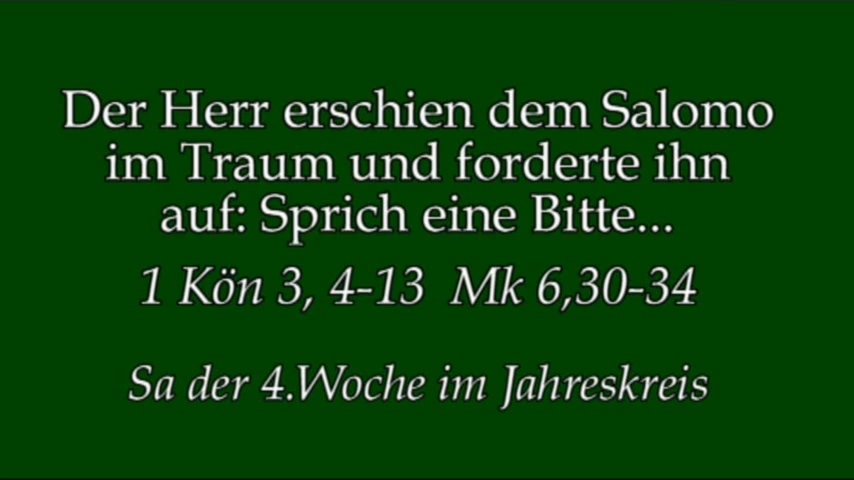 Der Herr erschien dem Salomo
im Traum und forderte ihn
auf: Sprich eine Bitte...
1 Kön 3, 4-13 Mk 6,30-34
Sa der 4.Woche im Jahreskreis